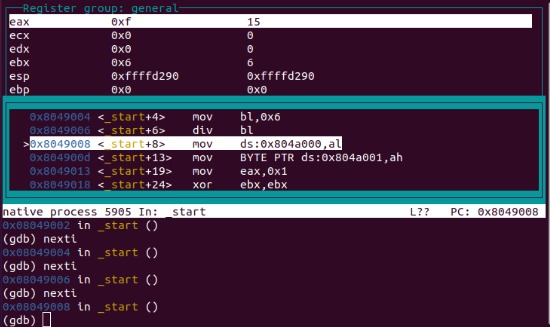 Register group: general
eax 0xf 15
ecx 0x0 0
edx 0x0 0
ebx 0x6 6
esp 0xffffd290 0xffffd290
ebp 0x0 0x0
0x8049004 <_start+4> mov bl,0x6
0x8049006 <_start+6> div bl
>0x8049008 <_start+8> mov ds:0x804a000,al
0x804900d <_start+13> mov BYTE PTR ds:0x804a001,ah
0x8049013 <_start+19> mov eax,0x1
0x8049018 <_start+24> xor ebx,ebx
native process 5905 In: _start L?? PC: 0x8049008
0x08049002 in _start ()
(gdb) nexti
0x08049004 in _start ()
(gdb) nexti
0x08049006 in _start ()
(gdb) nexti
0x08049008 in _start ()
(gdb)